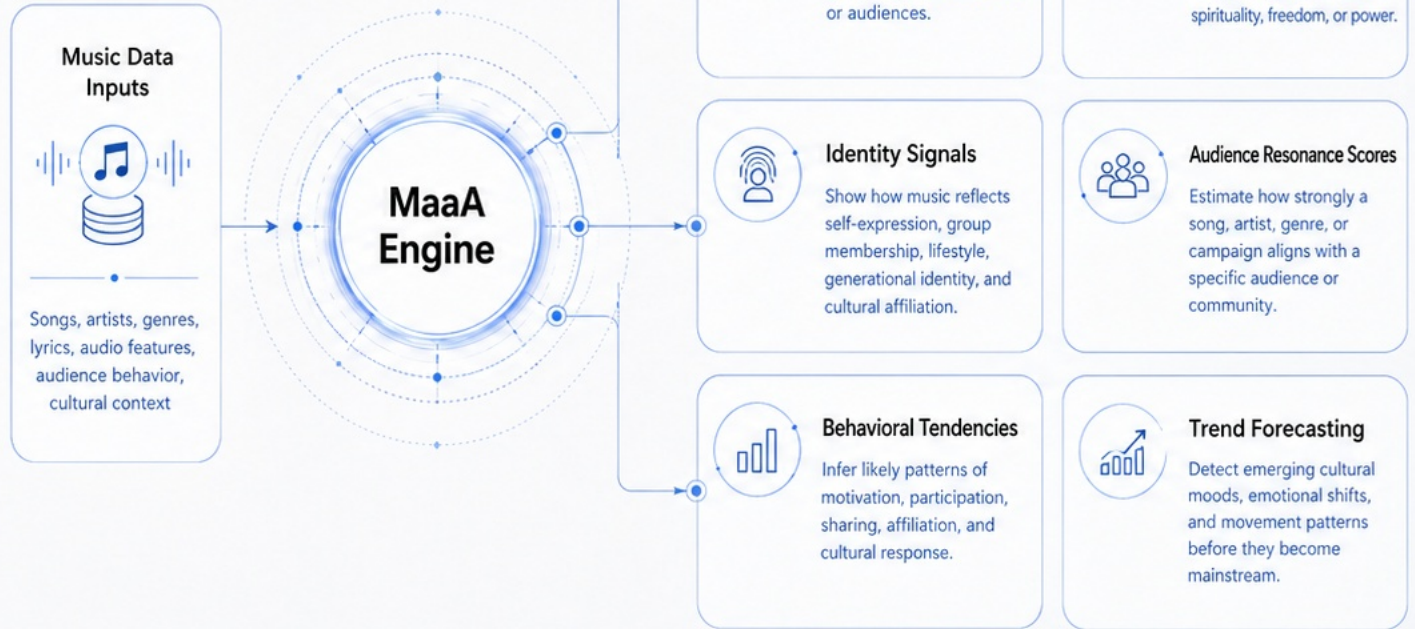 Music Data
Inputs
Songs, artists, genres,
lyrics, audio features,
audience behavior,
cultural context
MaaA
Engine
or audiences.
spirituality, freedom, or power.
Identity Signals
Show how music reflects
self-expression, group
membership, lifestyle,
generational identity, and
cultural affiliation.
Audience Resonance Scores
Estimate how strongly a
song, artist, genre, or
campaign aligns with a
specific audience or
community.
Behavioral Tendencies
Infer likely patterns of
motivation, participation,
sharing, affiliation, and
cultural response.
Trend Forecasting
Detect emerging cultural
moods, emotional shifts,
and movement patterns
before they become
mainstream.